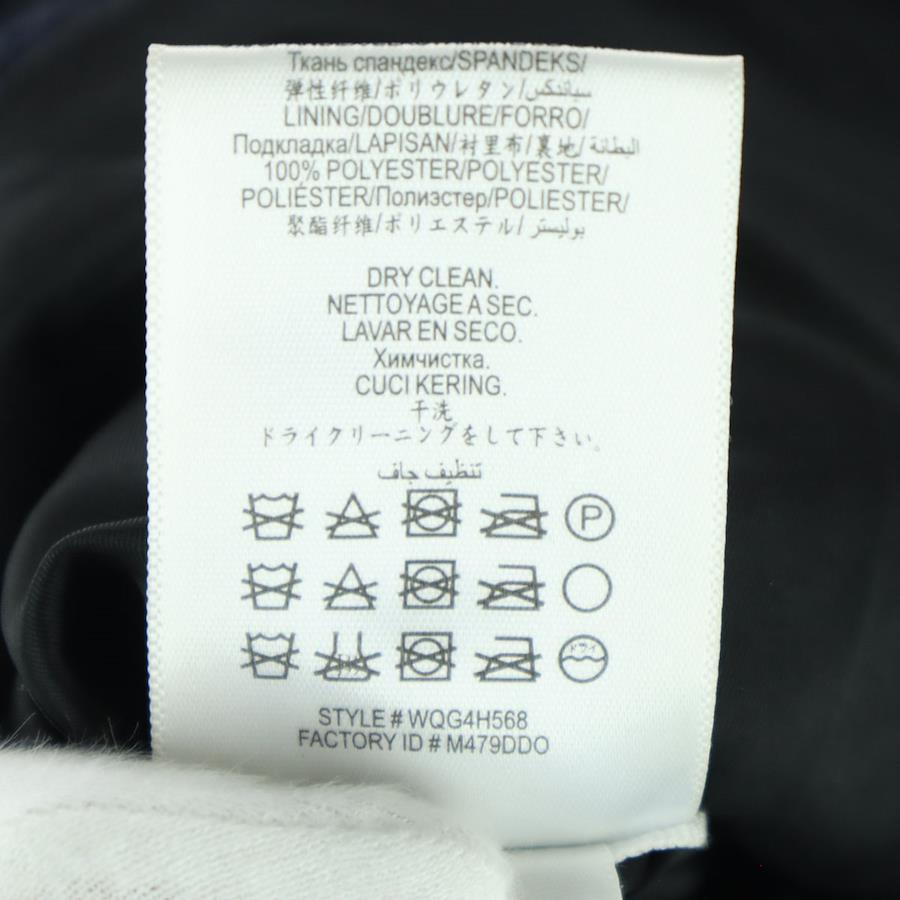 Ткань спандекс/SPANDEKS/
弹性纤维/ポリウレタン/سباندكس
LINING/DOUBLURE/FORRO/
Подкладка/LAPISAN/衬里布/裏地/البطانة
100% POLYESTER/POLYESTER/
POLIÉSTER/Полиэстер/POLIESTER/
聚酯纤维/ポリエステル/بوليستر
DRY CLEAN.
NETTOYAGE A SEC.
LAVAR EN SECO.
Химчистка.
CUCI KERING.
干洗
ドライクリーニングをして下さい。
تنظيف جاف
P
ドライ
STYLE # WQG4H568
FACTORY ID # M479DDO